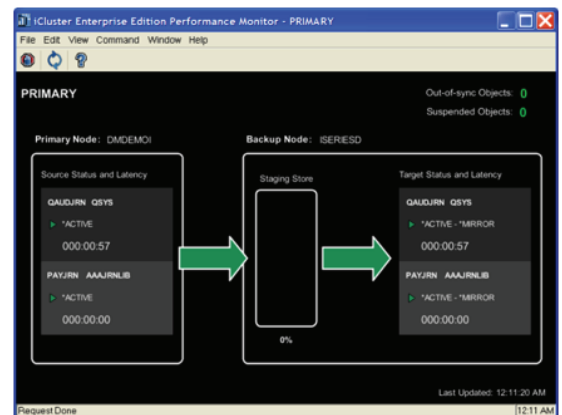 iCluster Enterprise Edition Performance Monitor - PRIMARY
File Edit View Command Window Help
PRIMARY
Out-of-sync Objects: 0
Suspended Objects: 0
Primary Node: DMDEMOI
Backup Node: ISERIESD
Source Status and Latency
QAUDJRN QSYS
*ACTIVE
000:00:57
PAYJRN AAAJRNLIB
*ACTIVE
000:00:00
Staging Store
0%
Target Status and Latency
QAUDJRN QSYS
*ACTIVE - *MIRROR
000:00:57
PAYJRN AAAJRNLIB
*ACTIVE - *MIRROR
000:00:00
Last Updated: 12:11:20 AM
Request Done
12:11 AM